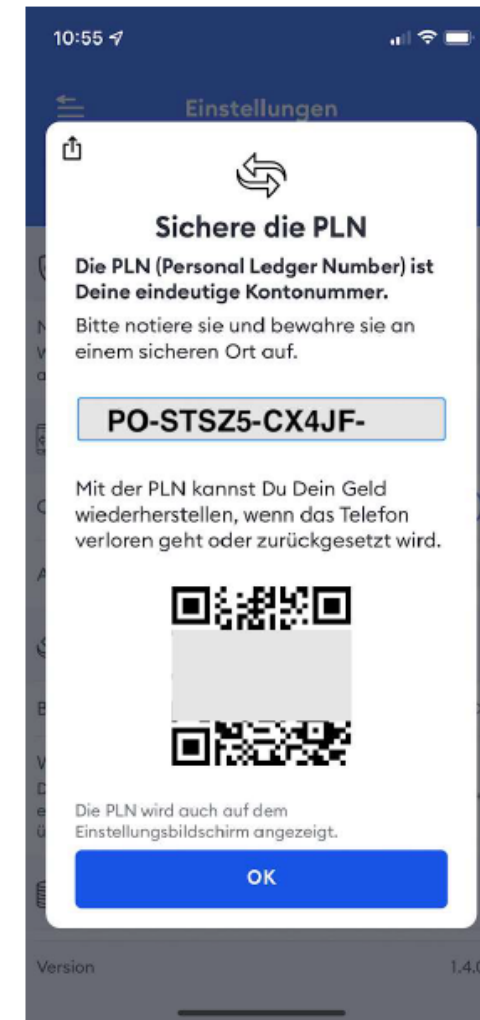 10:55
Einstellungen
Sichere die PLN
Die PLN (Personal Ledger Number) ist
Deine eindeutige Kontonummer.
Bitte notiere sie und bewahre sie an
einem sicheren Ort auf.
PO-STSZ5-CX4JF-
Mit der PLN kannst Du Dein Geld
wiederherstellen, wenn das Telefon
verloren geht oder zurückgesetzt wird.
Die PLN wird auch auf dem
Einstellungsbildschirm angezeigt.
OK
Version